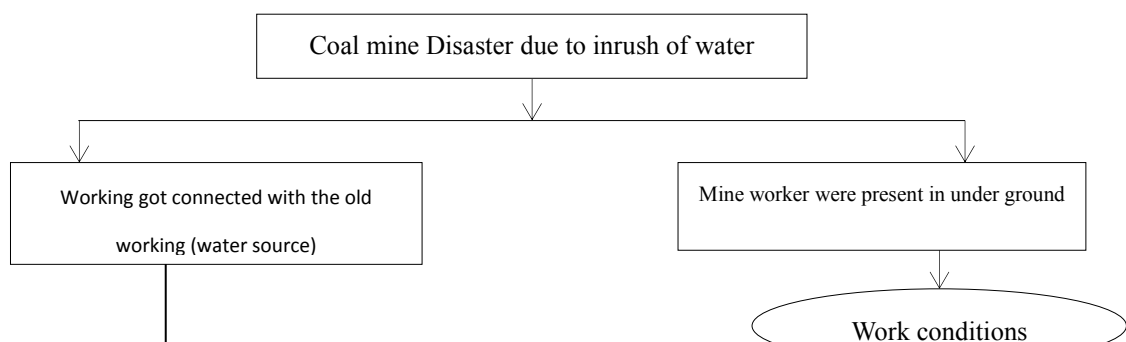 Coal mine Disaster due to inrush of water
Working got connected with the old
working (water source)
Mine worker were present in under ground
Work conditions